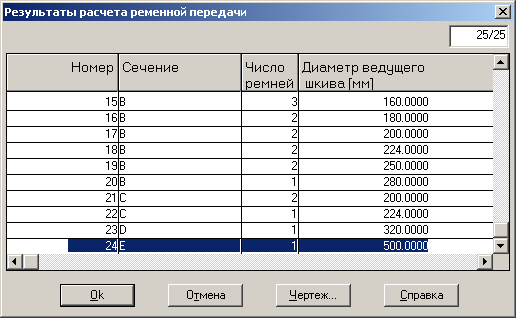 Результаты расчета ременной передачи
25/25
Номер Сечение Число ремней Диаметр ведущего шкива [мм]
15 B 3 160.0000
16 B 2 180.0000
17 B 2 200.0000
18 B 2 224.0000
19 B 2 250.0000
20 B 1 280.0000
21 C 2 200.0000
22 C 1 224.0000
23 D 1 320.0000
24 E 1 500.0000
Ok Отмена Чертеж... Справка